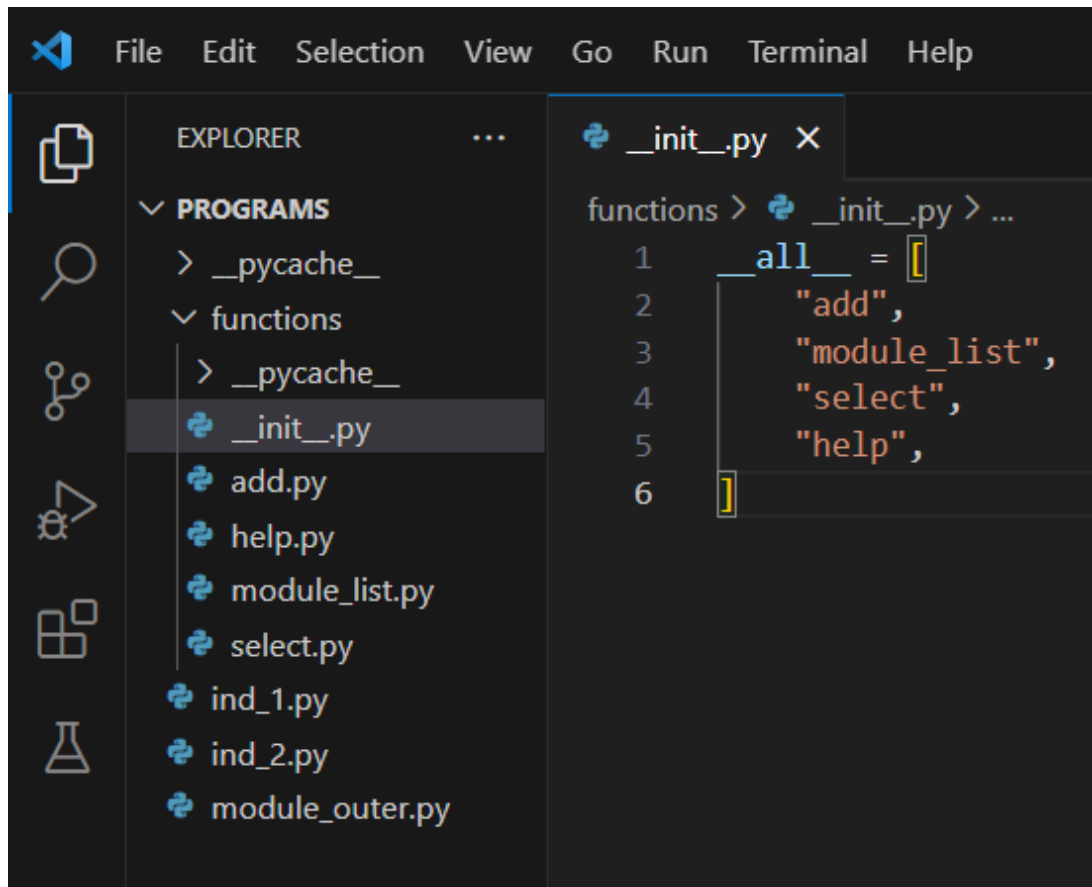 File Edit Selection View Go Run Terminal Help
EXPLORER ...
PROGRAMS
__pycache__
functions
__pycache__
__init__.py
add.py
help.py
module_list.py
select.py
ind_1.py
ind_2.py
module_outer.py
__init__.py
functions > __init__.py > ...
1 __all__ = [
2 "add",
3 "module_list",
4 "select",
5 "help",
6 ]